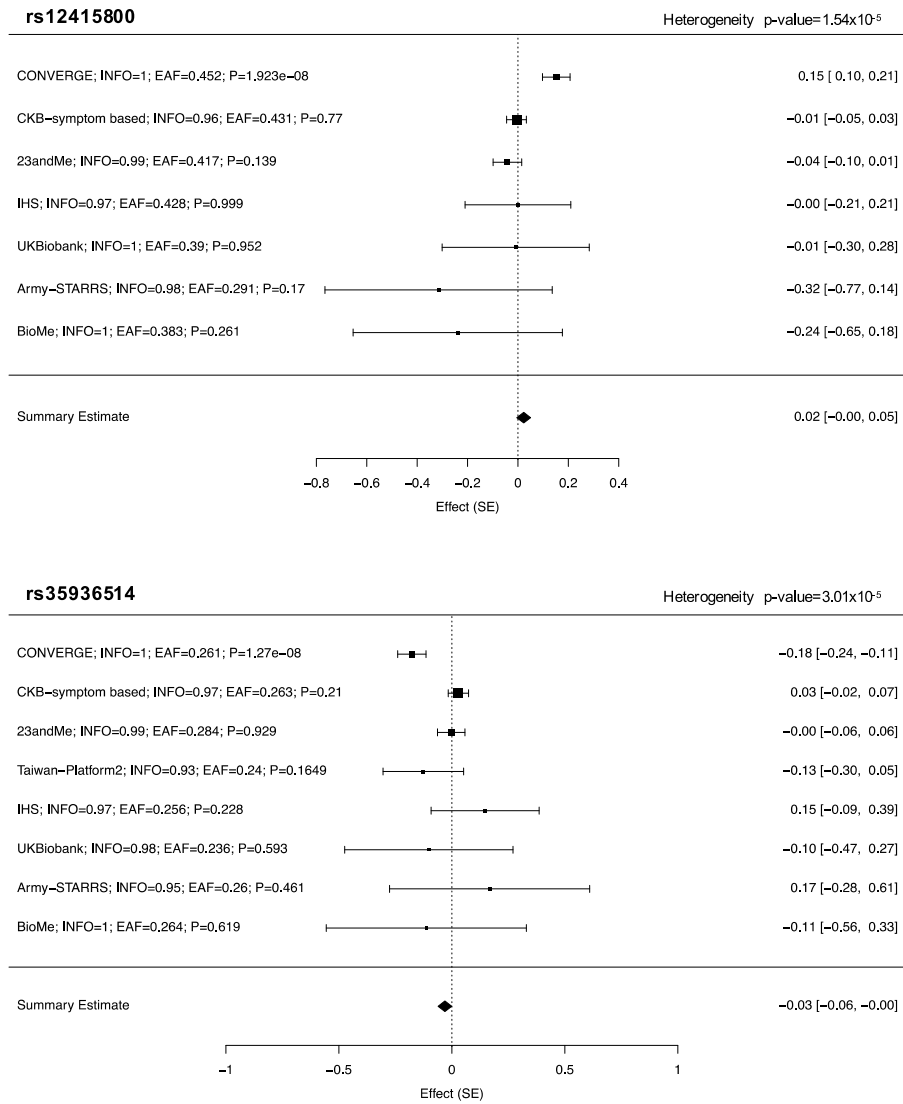 rs12415800 Heterogeneity p-value=1.54x10⁻⁵
CONVERGE; INFO=1; EAF=0.452; P=1.923e−08 0.15 [ 0.10, 0.21]
CKB−symptom based; INFO=0.96; EAF=0.431; P=0.77 −0.01 [−0.05, 0.03]
23andMe; INFO=0.99; EAF=0.417; P=0.139 −0.04 [−0.10, 0.01]
IHS; INFO=0.97; EAF=0.428; P=0.999 −0.00 [−0.21, 0.21]
UKBiobank; INFO=1; EAF=0.39; P=0.952 −0.01 [−0.30, 0.28]
Army−STARRS; INFO=0.98; EAF=0.291; P=0.17 −0.32 [−0.77, 0.14]
BioMe; INFO=1; EAF=0.383; P=0.261 −0.24 [−0.65, 0.18]
Summary Estimate 0.02 [−0.00, 0.05]
−0.8 −0.6 −0.4 −0.2 0 0.2 0.4
Effect (SE)
rs35936514 Heterogeneity p-value=3.01x10⁻⁵
CONVERGE; INFO=1; EAF=0.261; P=1.27e−08 −0.18 [−0.24, −0.11]
CKB−symptom based; INFO=0.97; EAF=0.263; P=0.21 0.03 [−0.02, 0.07]
23andMe; INFO=0.99; EAF=0.284; P=0.929 −0.00 [−0.06, 0.06]
Taiwan−Platform2; INFO=0.93; EAF=0.24; P=0.1649 −0.13 [−0.30, 0.05]
IHS; INFO=0.97; EAF=0.256; P=0.228 0.15 [−0.09, 0.39]
UKBiobank; INFO=0.98; EAF=0.236; P=0.593 −0.10 [−0.47, 0.27]
Army−STARRS; INFO=0.95; EAF=0.26; P=0.461 0.17 [−0.28, 0.61]
BioMe; INFO=1; EAF=0.264; P=0.619 −0.11 [−0.56, 0.33]
Summary Estimate −0.03 [−0.06, −0.00]
−1 −0.5 0 0.5 1
Effect (SE)